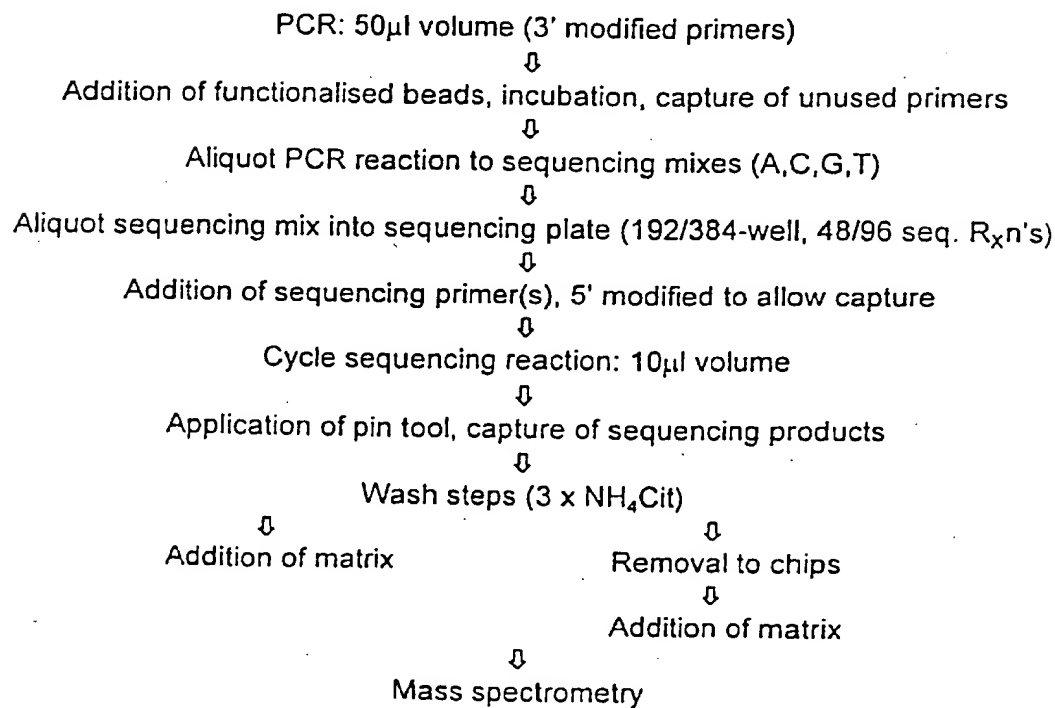 PCR: 50µl volume (3' modified primers)
⇩
Addition of functionalised beads, incubation, capture of unused primers
⇩
Aliquot PCR reaction to sequencing mixes (A,C,G,T)
⇩
Aliquot sequencing mix into sequencing plate (192/384-well, 48/96 seq. RXn's)
⇩
Addition of sequencing primer(s), 5' modified to allow capture
⇩
Cycle sequencing reaction: 10µl volume
⇩
Application of pin tool, capture of sequencing products
⇩
Wash steps (3 x NH₄Cit)
⇩ ⇩
Addition of matrix Removal to chips
⇩
Addition of matrix
⇩
Mass spectrometry